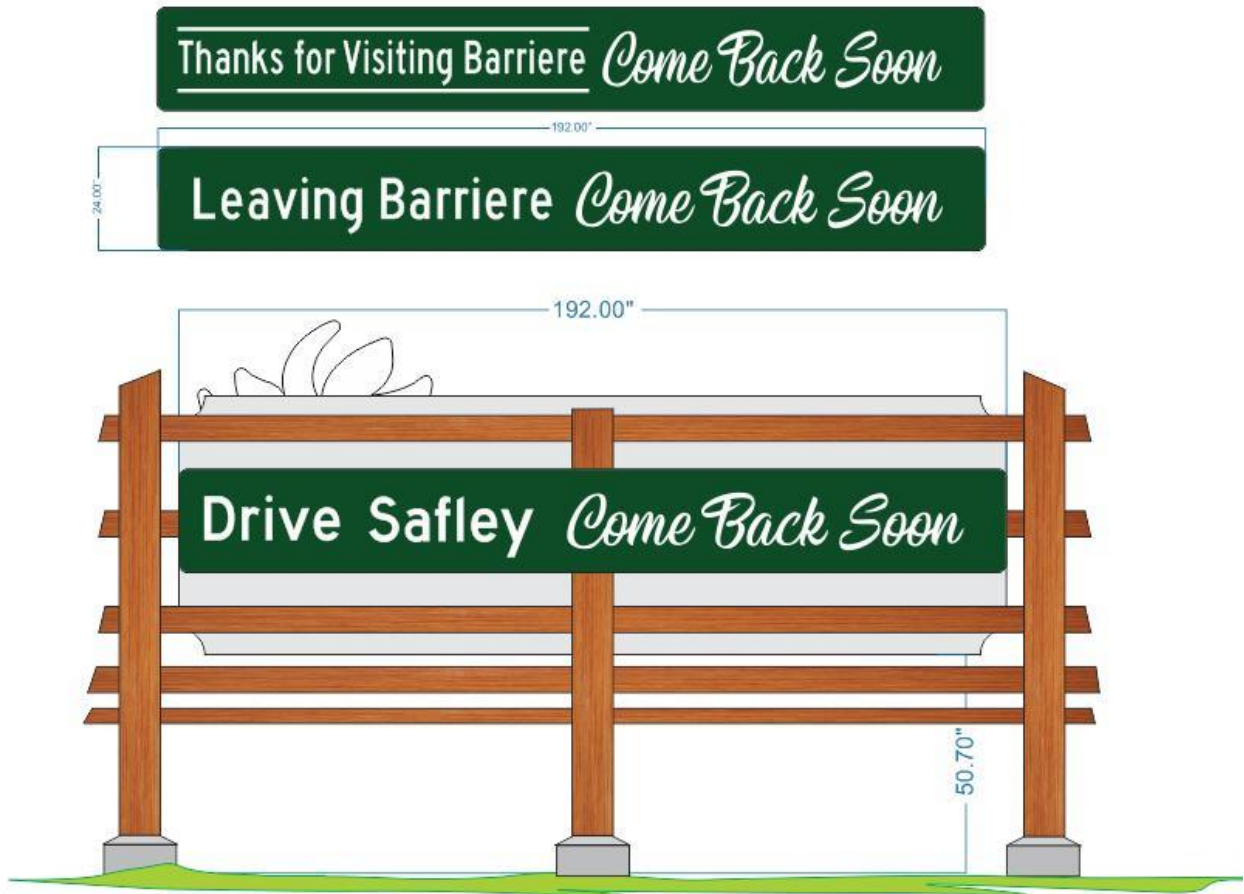 Thanks for Visiting Barriere Come Back Soon
192.00"
24.00"
Leaving Barriere Come Back Soon
192.00"
Drive Safley Come Back Soon
50.70"